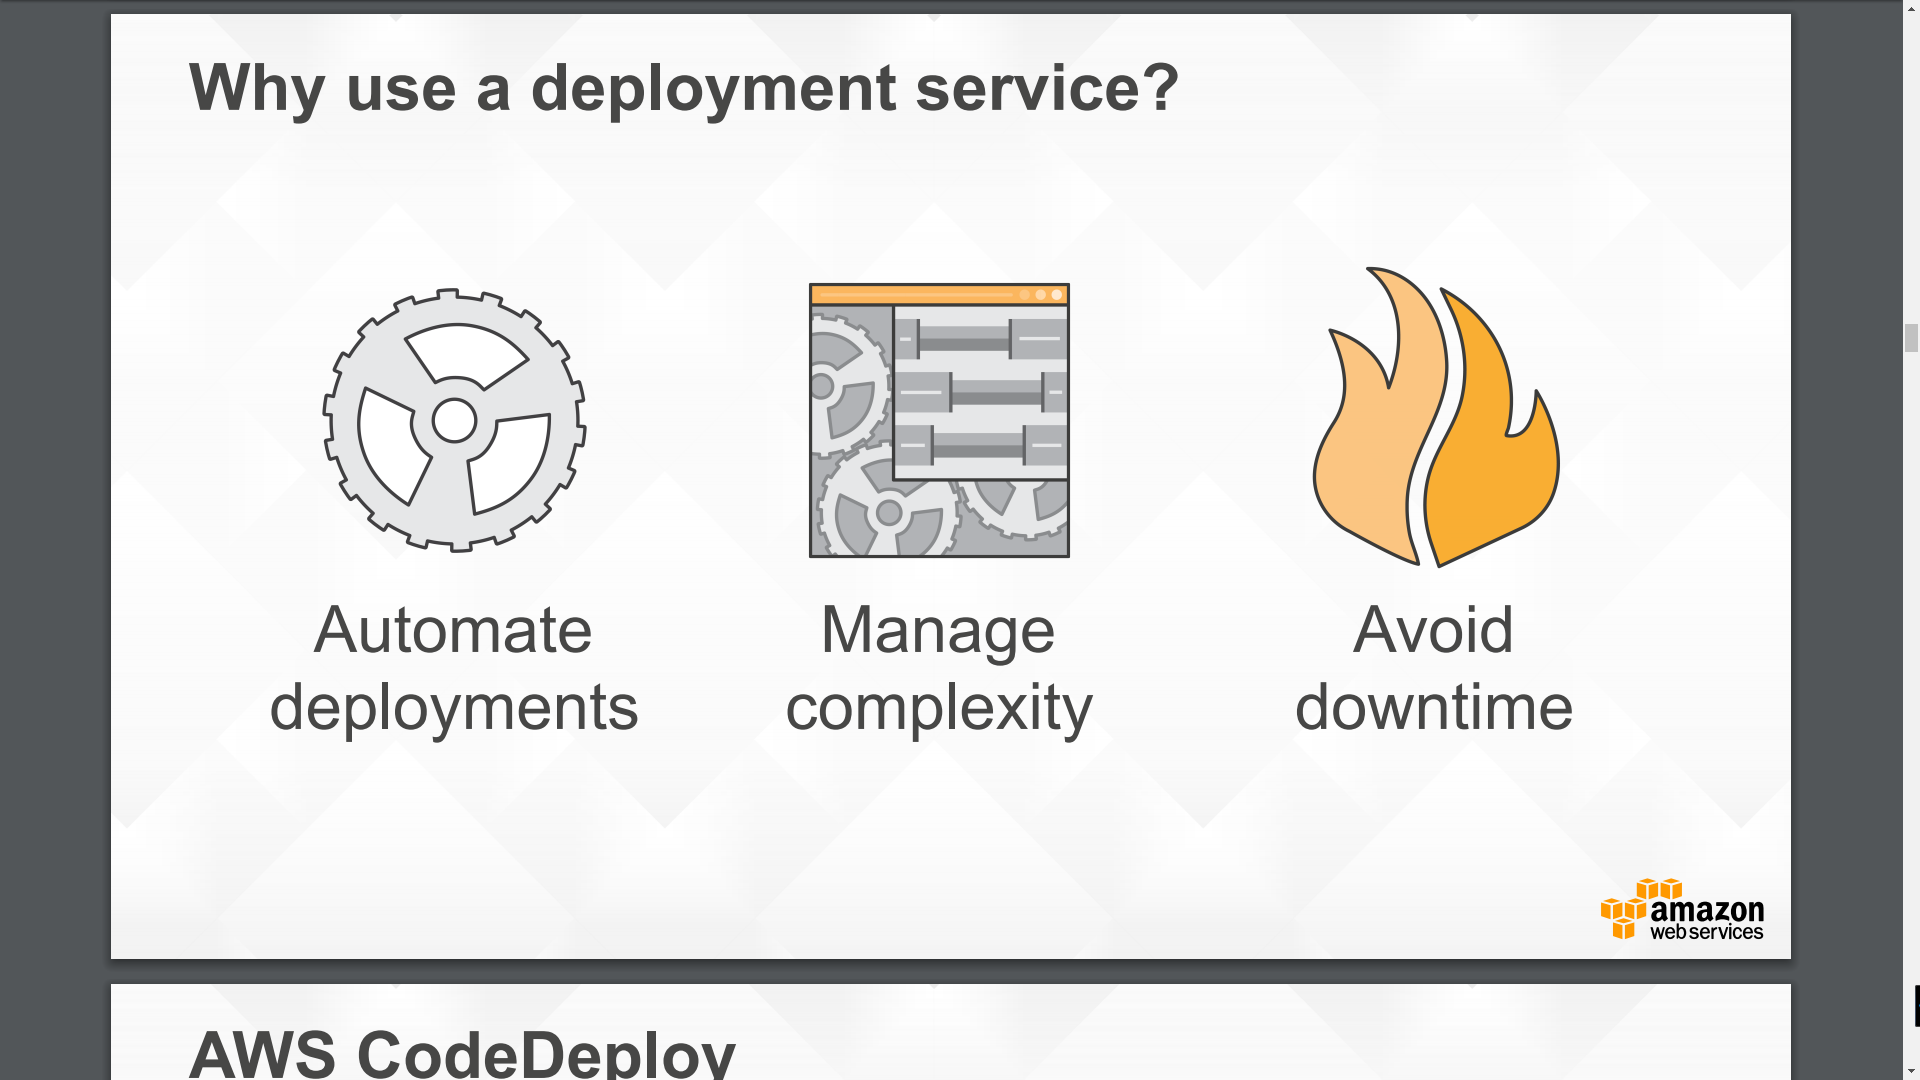 Why use a deployment service?
Automate
deployments
Manage
complexity
Avoid
downtime
amazon
web services
AWS CodeDeploy